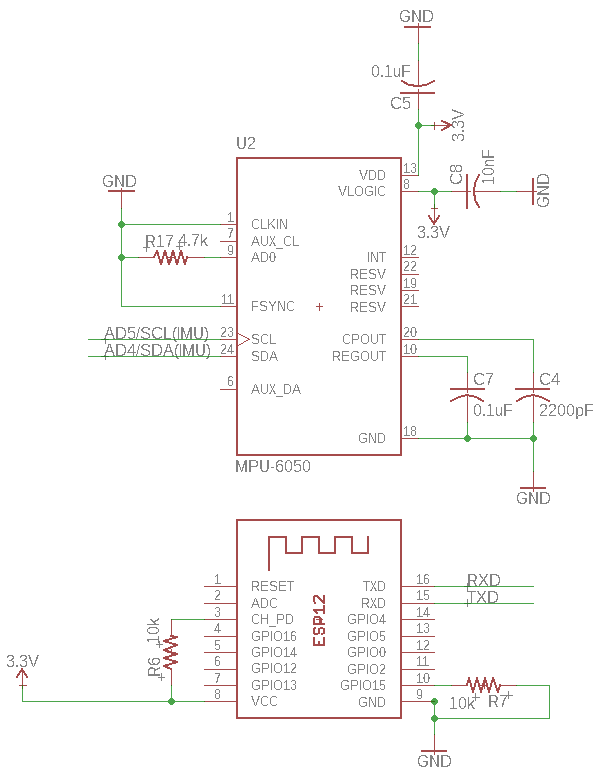 GND
0.1uF
C5
3.3V
U2
VDD 13
VLOGIC 8
C8
10nF
GND
3.3V
GND
1 CLKIN
7 AUX_CL
R17 4.7k
9 AD0
INT 12
RESV 22
RESV 19
RESV 21
11 FSYNC
AD5/SCL(IMU)
23 SCL
AD4/SDA(IMU)
24 SDA
6 AUX_DA
CPOUT 20
REGOUT 10
C7
0.1uF
C4
2200pF
GND 18
GND
MPU-6050
ESP12
1 RESET
2 ADC
3 CH_PD
4 GPIO16
5 GPIO14
6 GPIO12
7 GPIO13
8 VCC
TXD 16
RXD
RXD 15
TXD
GPIO4 14
GPIO5 13
GPIO0 12
GPIO2 11
GPIO15 10
GND 9
10k
R6
3.3V
10k
R7
GND